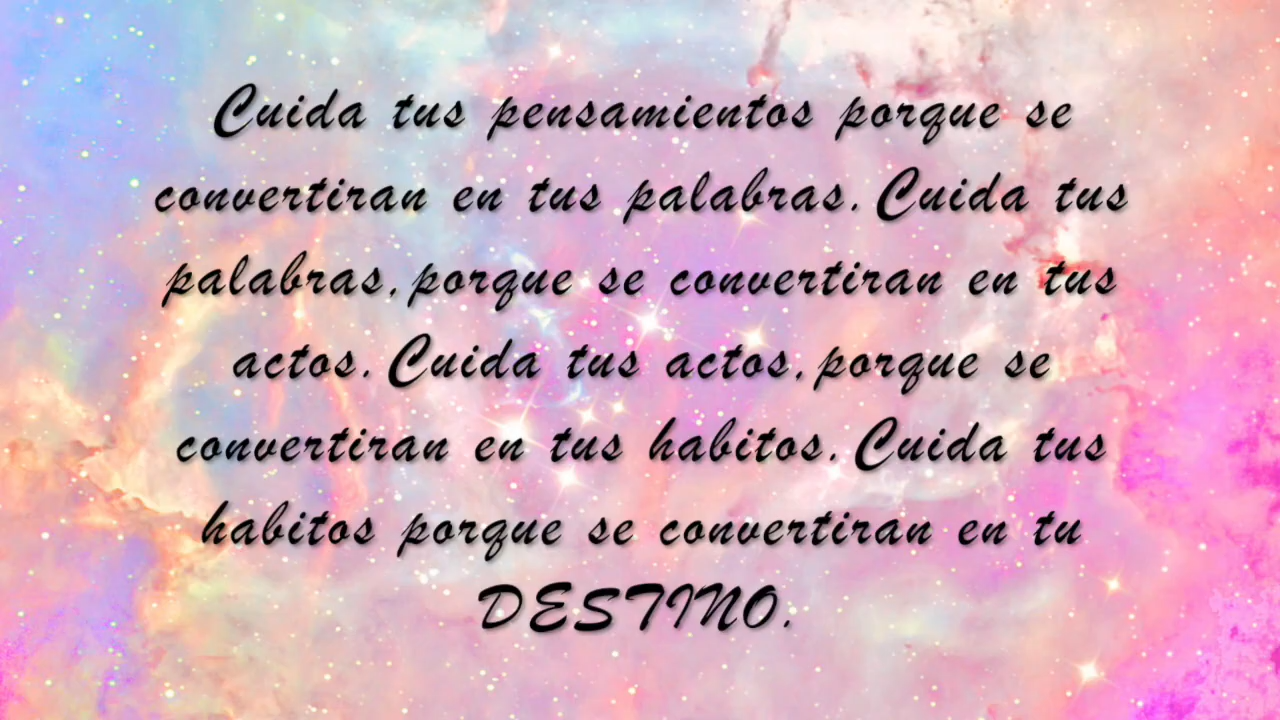 Cuida tus pensamientos porque se
convertiran en tus palabras. Cuida tus
palabras, porque se convertiran en tus
actos. Cuida tus actos, porque se
convertiran en tus habitos. Cuida tus
habitos porque se convertiran en tu
DESTINO.